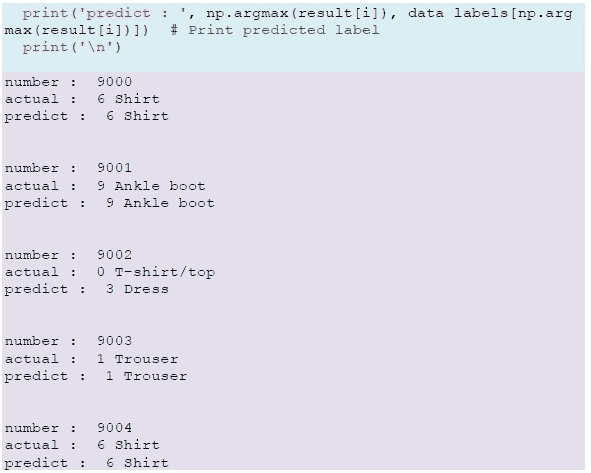 print('predict : ', np.argmax(result[i]), data labels[np.arg
max(result[i])])  # Print predicted label
print('\n')
number :  9000
actual :  6 Shirt
predict :  6 Shirt
number :  9001
actual :  9 Ankle boot
predict :  9 Ankle boot
number :  9002
actual :  0 T-shirt/top
predict :  3 Dress
number :  9003
actual :  1 Trouser
predict :  1 Trouser
number :  9004
actual :  6 Shirt
predict :  6 Shirt